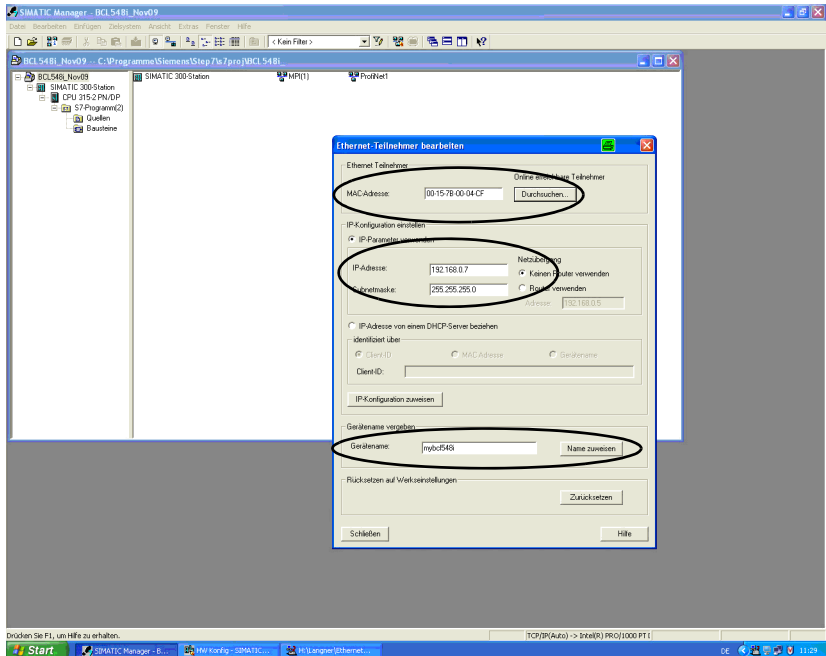 SIMATIC Manager - BCL548i_Nov09
Datei Bearbeiten Einfügen Zielsystem Ansicht Extras Fenster Hilfe
< Kein Filter >
BCL548i_Nov09 -- C:\Programme\Siemens\Step7\s7proj\BCL548i_
BCL548i_Nov09
SIMATIC 300-Station
CPU 315-2 PN/DP
S7-Programm(2)
Quellen
Bausteine
SIMATIC 300-Station
MPI(1)
ProfiNet1
Ethernet-Teilnehmer bearbeiten
Ethernet Teilnehmer
Online erreichbare Teilnehmer
MAC-Adresse:
00-15-7B-00-04-CF
Durchsuchen...
IP-Konfiguration einstellen
IP-Parameter verwenden
Netzübergang
IP-Adresse:
192.168.0.7
Keinen Router verwenden
Subnetmaske:
255.255.255.0
Router verwenden
Adresse:
192.168.0.5
IP-Adresse von einem DHCP-Server beziehen
identifiziert über
Client-ID
MAC-Adresse
Gerätename
Client-ID:
IP-Konfiguration zuweisen
Gerätename vergeben
Gerätename:
mybcl548i
Name zuweisen
Rücksetzen auf Werkseinstellungen
Zurücksetzen
Schließen
Hilfe
Drücken Sie F1, um Hilfe zu erhalten.
TCP/IP(Auto) -> Intel(R) PRO/1000 PT
Start
SIMATIC Manager - B...
HW Konfig - SIMATIC...
H:\Langner\Ethernet...
DE
11:29